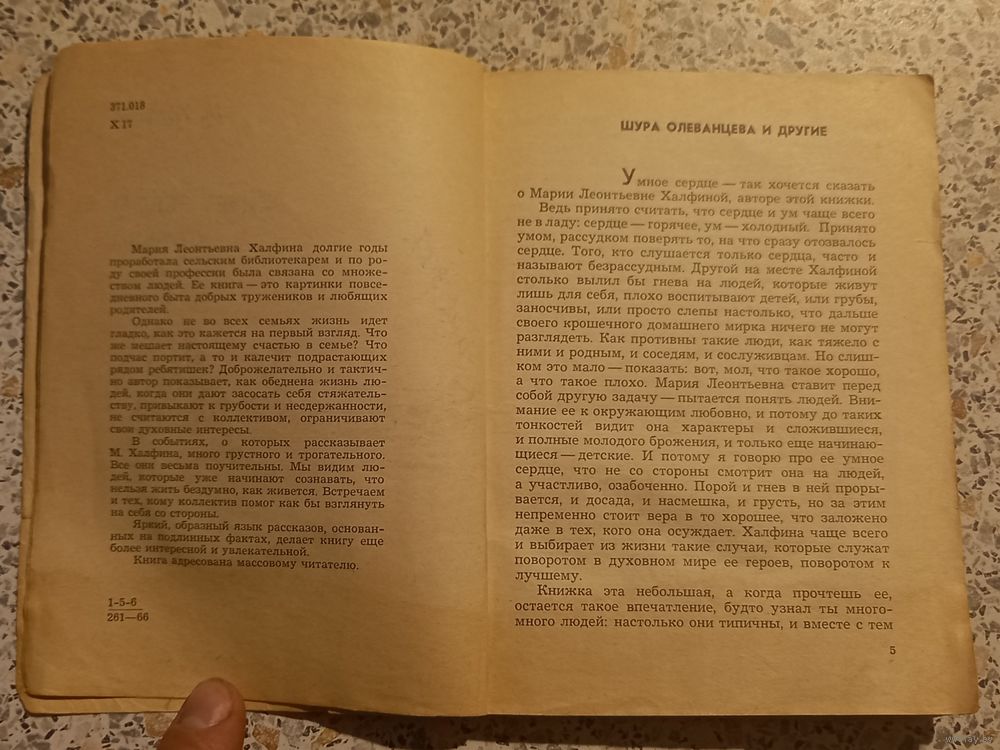 371.018
Х 17
Мария Леонтьевна Халфина долгие годы
проработала сельским библиотекарем и по ро-
ду своей профессии была связана со множе-
ством людей. Ее книга — это картинки повсе-
дневного быта добрых тружеников и любящих
родителей.
Однако не во всех семьях жизнь идет
гладко, как это кажется на первый взгляд. Что
же мешает настоящему счастью в семье? Что
подчас портит, а то и калечит подрастающих
рядом ребятишек? Доброжелательно и тактич-
но автор показывает, как обеднена жизнь лю-
дей, когда они дают засосать себя стяжатель-
ству, привыкают к грубости и несдержанности,
не считаются с коллективом, ограничивают
свои духовные интересы.
В событиях, о которых рассказывает
М. Халфина, много грустного и трогательного.
Все они весьма поучительны. Мы видим лю-
дей, которые уже начинают сознавать, что
нельзя жить бездумно, как живется. Встречаем
и тех, кому коллектив помог как бы взглянуть
на себя со стороны.
Яркий, образный язык рассказов, основан-
ных на подлинных фактах, делает книгу еще
более интересной и увлекательной.
Книга адресована массовому читателю.
1-5-6
261—66
ШУРА ОЛЕВАНЦЕВА И ДРУГИЕ
Умное сердце — так хочется сказать
о Марии Леонтьевне Халфиной, авторе этой книжки.
Ведь принято считать, что сердце и ум чаще всего
не в ладу: сердце — горячее, ум — холодный. Принято
умом, рассудком поверять то, на что сразу отозвалось
сердце. Того, кто слушается только сердца, часто и
называют безрассудным. Другой на месте Халфиной
столько вылил бы гнева на людей, которые живут
лишь для себя, плохо воспитывают детей, или грубы,
заносчивы, или просто слепы настолько, что дальше
своего крошечного домашнего мирка ничего не могут
разглядеть. Как противны такие люди, как тяжело с
ними и родным, и соседям, и сослуживцам. Но слиш-
ком это мало — показать: вот, мол, что такое хорошо,
а что такое плохо. Мария Леонтьевна ставит перед
собой другую задачу — пытается понять людей. Вни-
мание ее к окружающим любовно, и потому до таких
тонкостей видит она характеры и сложившиеся,
и полные молодого брожения, и только еще начинаю-
щиеся — детские. И потому я говорю про ее умное
сердце, что не со стороны смотрит она на людей,
а участливо, озабоченно. Порой и гнев в ней проры-
вается, и досада, и насмешка, и грусть, но за этим
непременно стоит вера в то хорошее, что заложено
даже в тех, кого она осуждает. Халфина чаще всего
и выбирает из жизни такие случаи, которые служат
поворотом в духовном мире ее героев, поворотом к
лучшему.
Книжка эта небольшая, а когда прочтешь ее,
остается такое впечатление, будто узнал ты много-
много людей: настолько они типичны, и вместе с тем
5